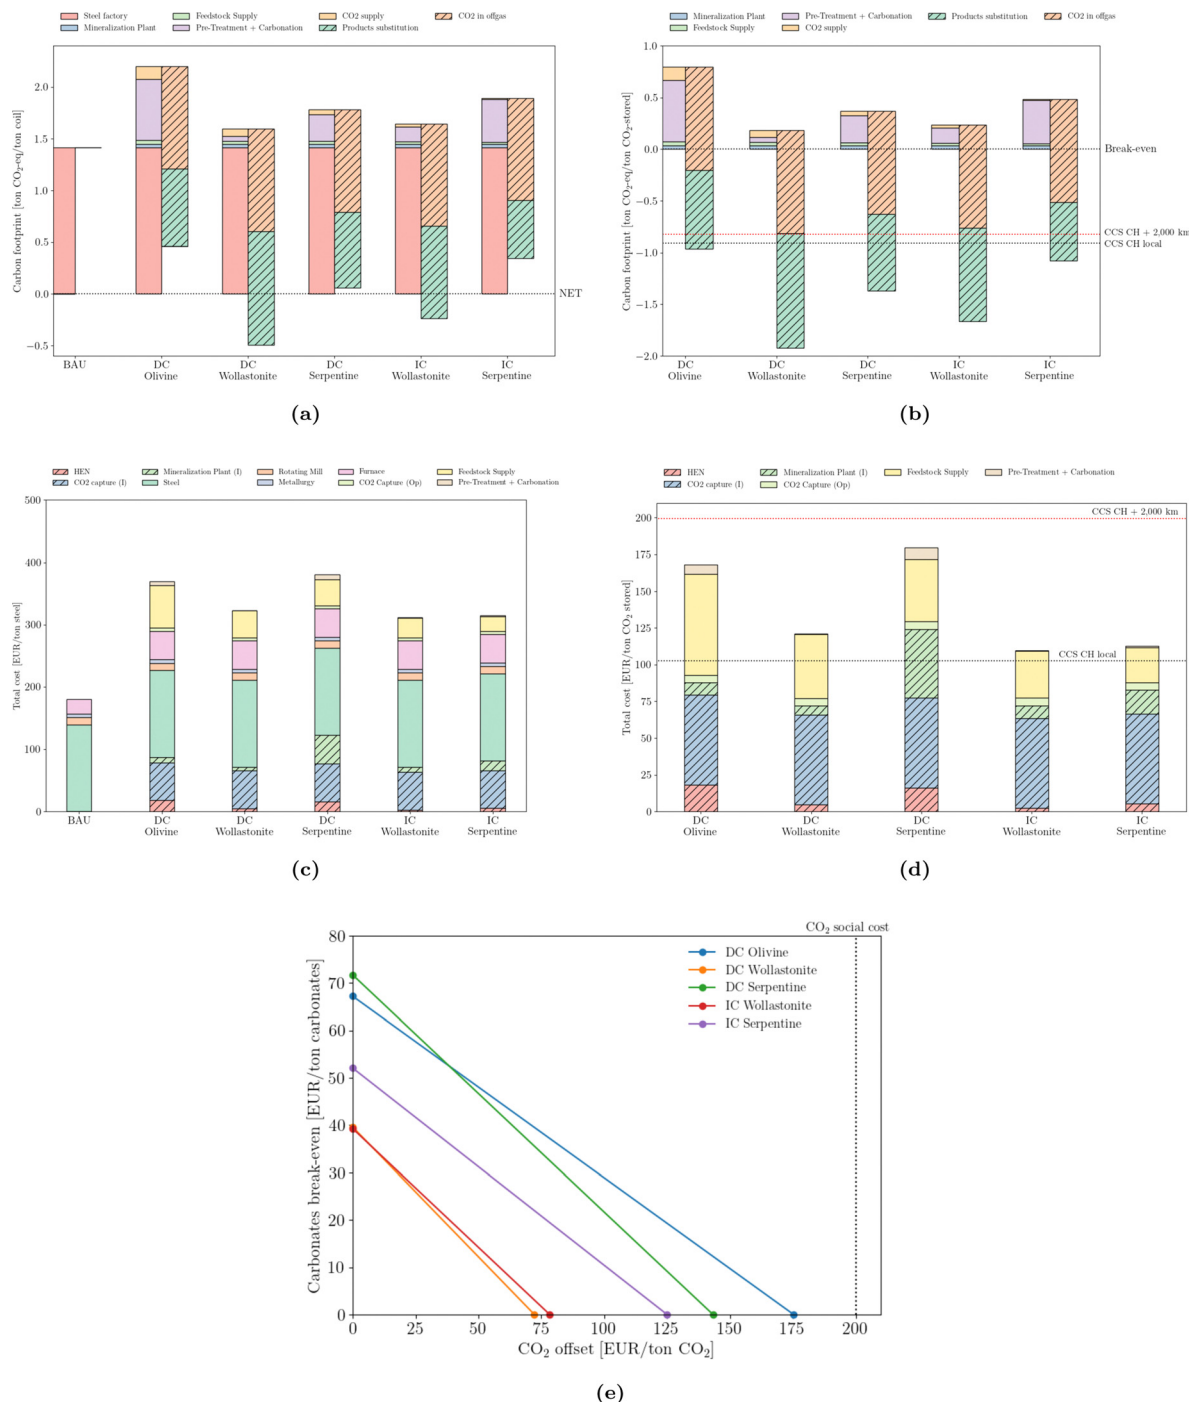 Steel factory
Feedstock Supply
CO2 supply
CO2 in offgas
Mineralization Plant
Pre-Treatment + Carbonation
Products substitution
Carbon footprint [ton CO2-eq/ton coil]
2.0
1.5
1.0
0.5
0.0
−0.5
NET
BAU
DC
Olivine
DC
Wollastonite
DC
Serpentine
IC
Wollastonite
IC
Serpentine
(a)
Mineralization Plant
Pre-Treatment + Carbonation
Products substitution
CO2 in offgas
Feedstock Supply
CO2 supply
Carbon footprint [ton CO₂-eq/ton CO₂-stored]
1.0
0.5
0.0
−0.5
−1.0
−1.5
−2.0
Break-even
CCS CH + 2,000 km
CCS CH local
DC
Olivine
DC
Wollastonite
DC
Serpentine
IC
Wollastonite
IC
Serpentine
(b)
HEN
Mineralization Plant (I)
Rotating Mill
Furnace
Feedstock Supply
CO2 capture (I)
Steel
Metallurgy
CO2 Capture (Op)
Pre-Treatment + Carbonation
Total cost [EUR/ton steel]
500
400
300
200
100
0
BAU
DC
Olivine
DC
Wollastonite
DC
Serpentine
IC
Wollastonite
IC
Serpentine
(c)
HEN
Mineralization Plant (I)
Feedstock Supply
Pre-Treatment + Carbonation
CO2 capture (I)
CO2 Capture (Op)
Total cost [EUR/ton CO₂ stored]
200
175
150
125
100
75
50
25
0
CCS CH + 2,000 km
CCS CH local
DC
Olivine
DC
Wollastonite
DC
Serpentine
IC
Wollastonite
IC
Serpentine
(d)
CO₂ social cost
Carbonates break-even [EUR/ton carbonates]
80
70
60
50
40
30
20
10
0
DC Olivine
DC Wollastonite
DC Serpentine
IC Wollastonite
IC Serpentine
0
25
50
75
100
125
150
175
200
CO₂ offset [EUR/ton CO₂]
(e)